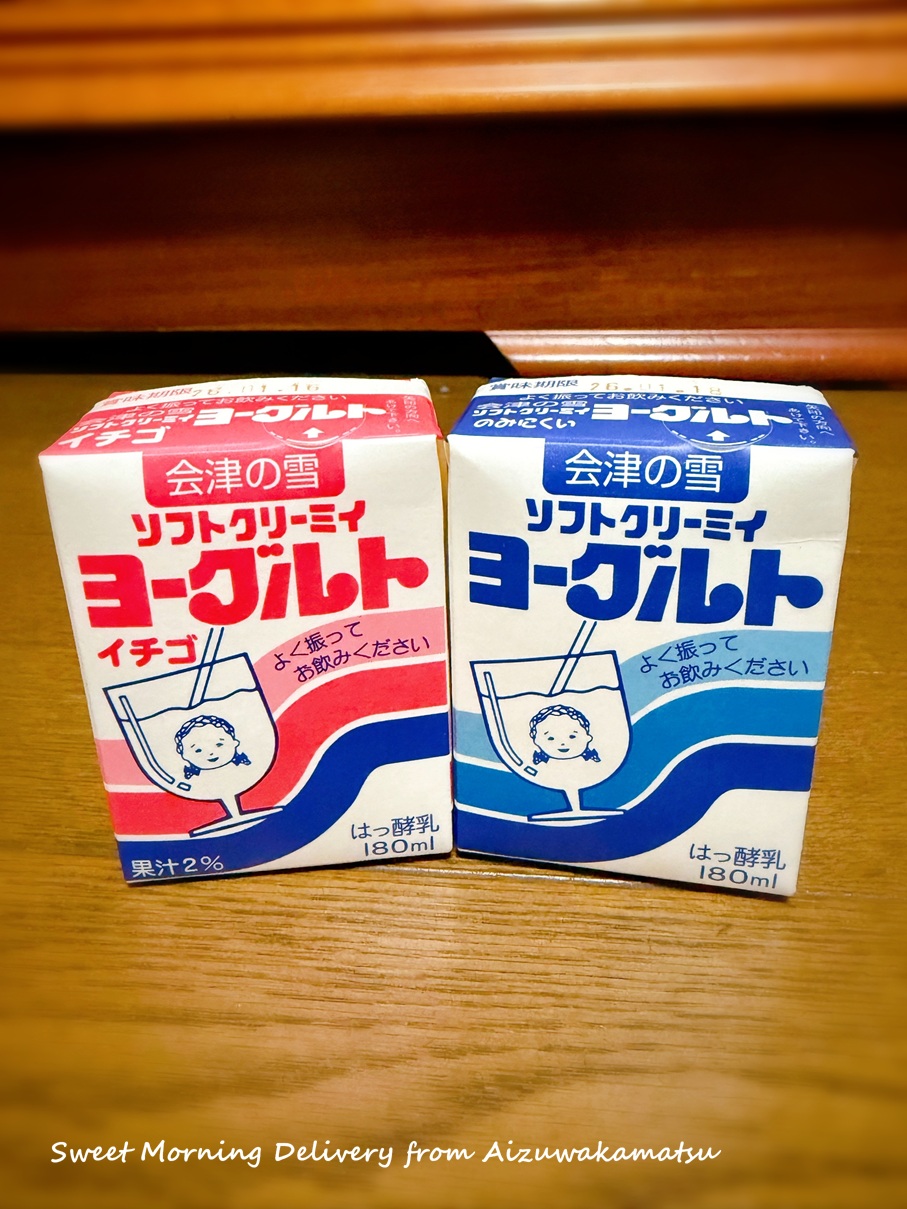 賞味期限 26.01.16
よく振ってお飲みください
会津の雪
ソフトクリーミィ ヨーグルト
イチゴ
会津の雪
ソフトクリーミィ
ヨーグルト
イチゴ
よく振って
お飲みください
はっ酵乳
180ml
果汁2%
賞味期限 26.01.18
よく振ってお飲みください
会津の雪
ソフトクリーミィ ヨーグルト
のみにくい
会津の雪
ソフトクリーミィ
ヨーグルト
よく振って
お飲みください
はっ酵乳
180ml
Sweet Morning Delivery from Aizuwakamatsu